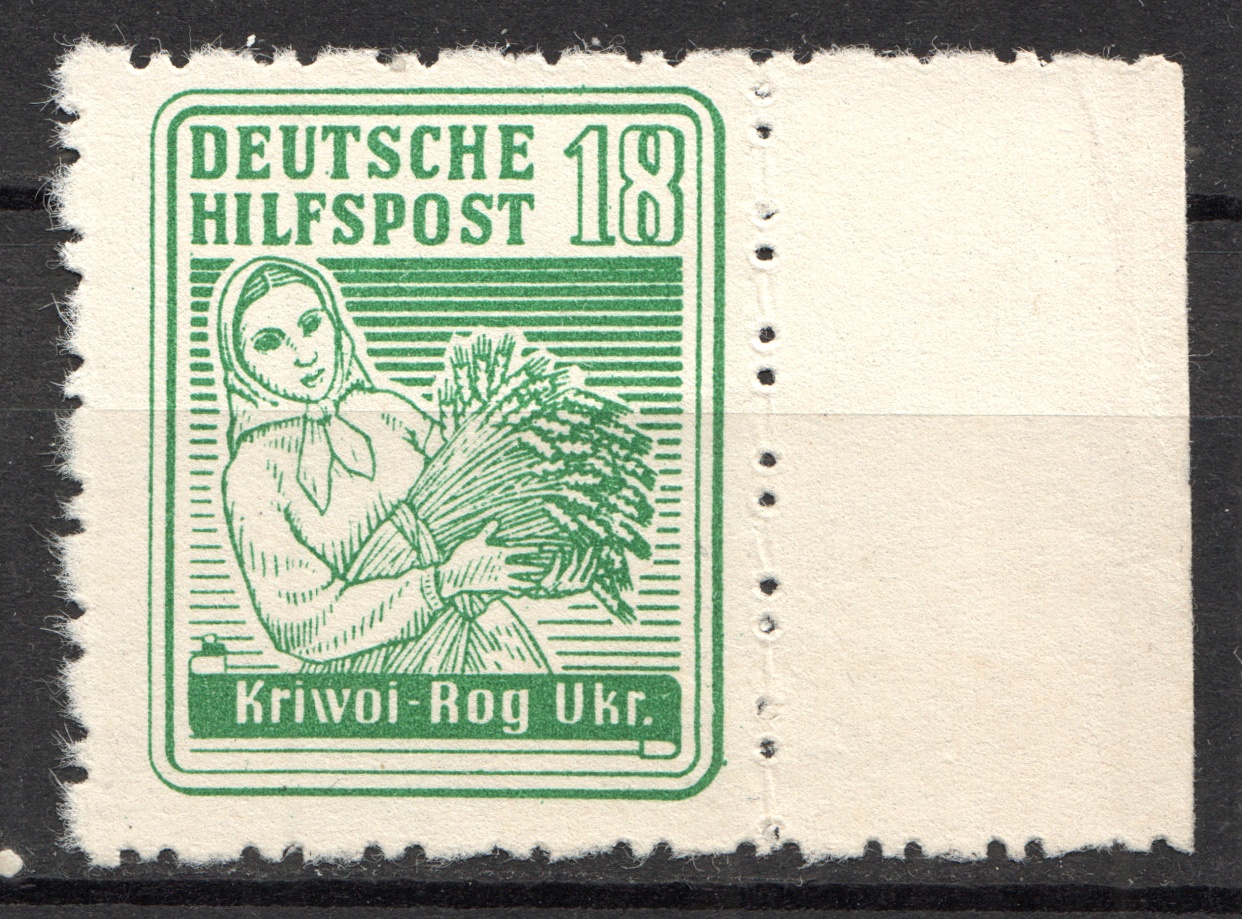 DEUTSCHE
HILFSPOST 18
Kriwoi-Rog Ukr.